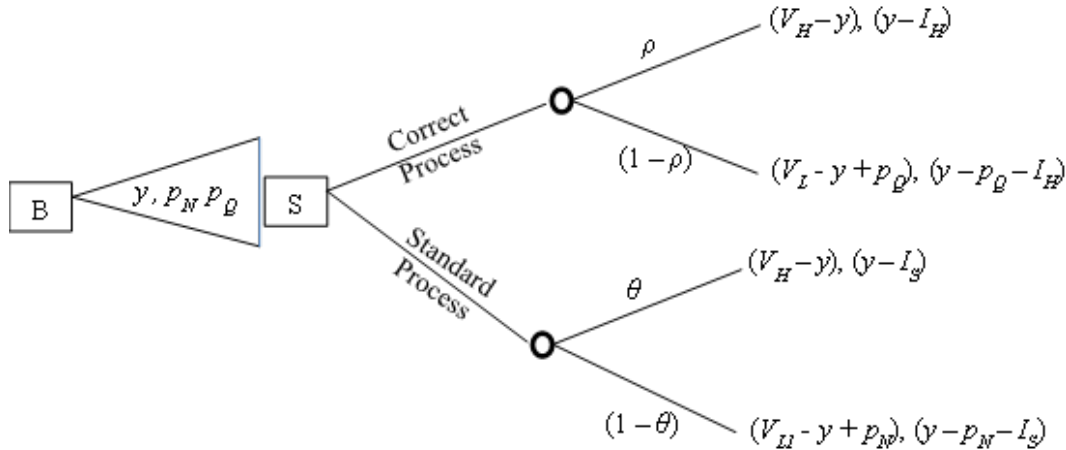 (V_H – y), (y – I_H)
ρ
Correct
Process
(1 – ρ)
(V_L - y + p_Q), (y – p_Q – I_H)
B
y, p_N p_Q
S
Standard
Process
θ
(V_H – y), (y – I_S)
(1 – θ)
(V_L1 - y + p_N), (y – p_N – I_S)